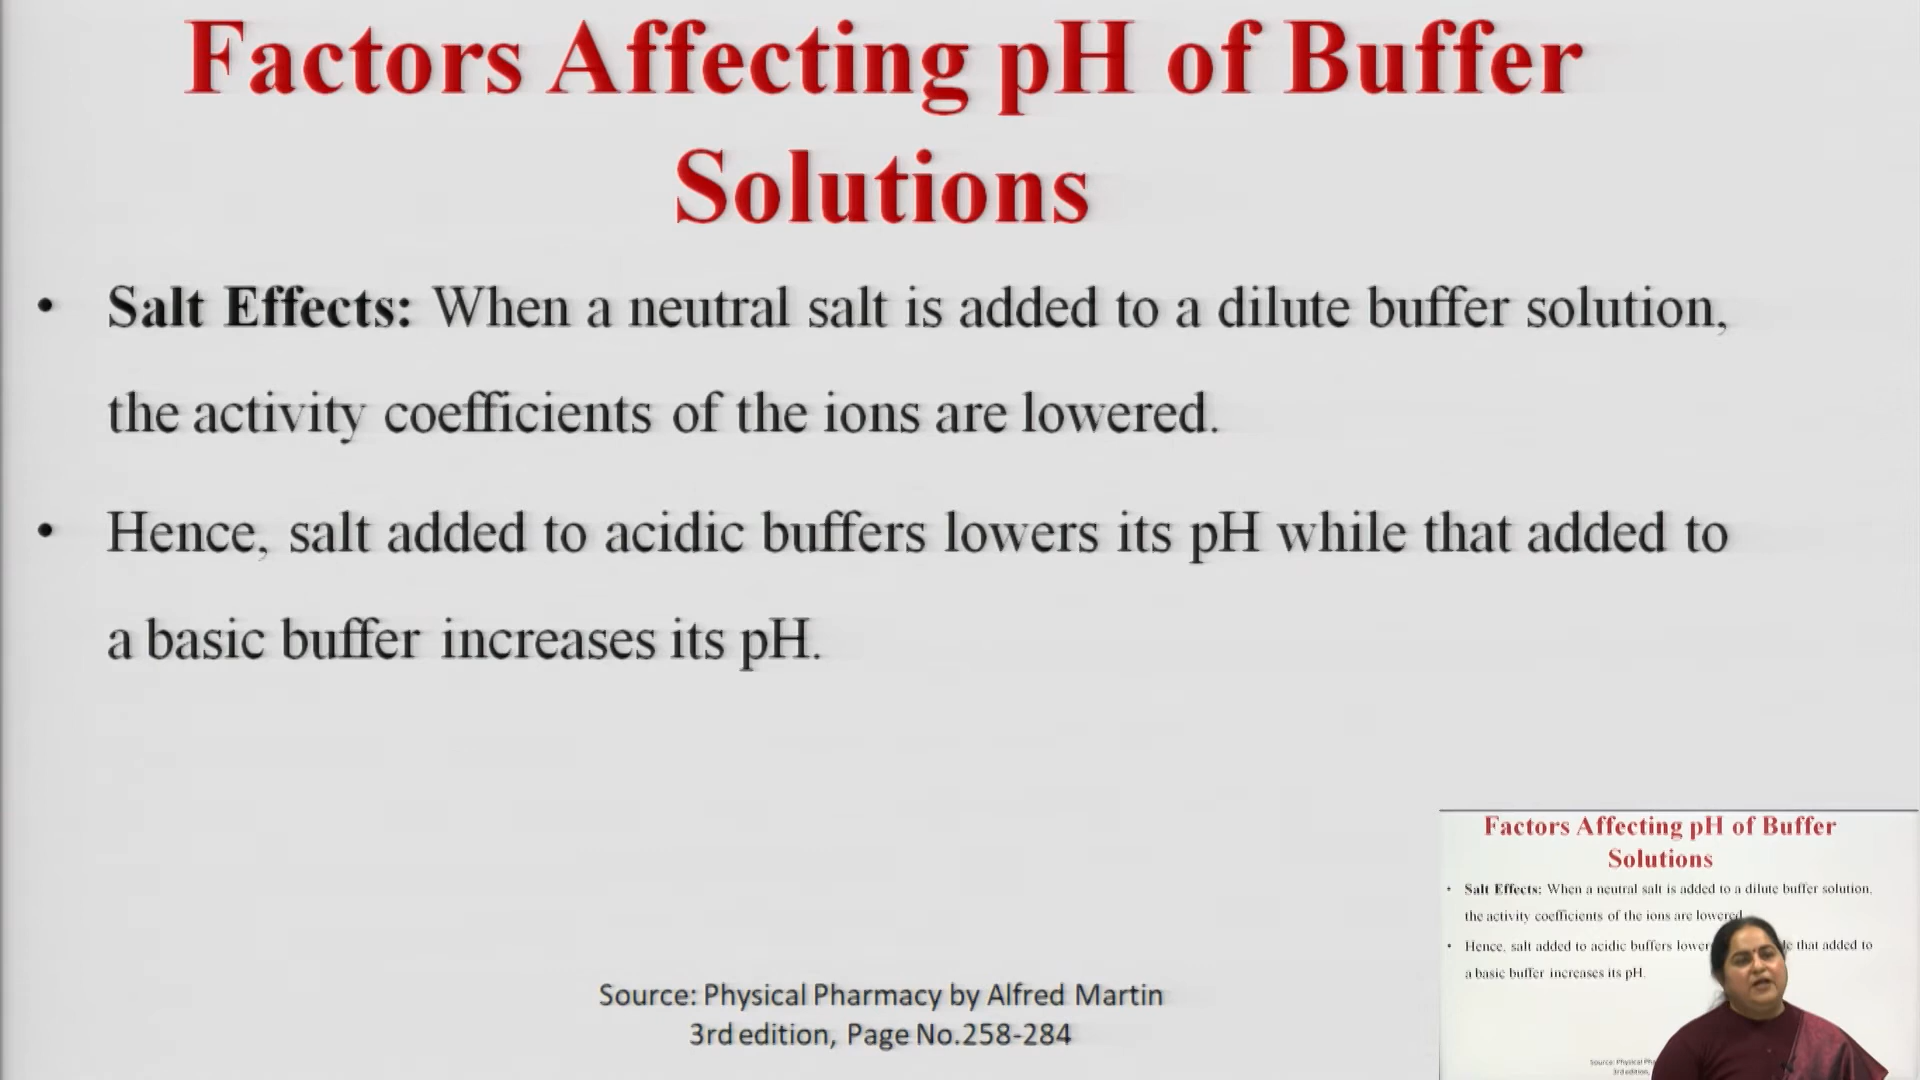 Factors Affecting pH of Buffer
Solutions
• Salt Effects: When a neutral salt is added to a dilute buffer solution,
the activity coefficients of the ions are lowered.
• Hence, salt added to acidic buffers lowers its pH while that added to
a basic buffer increases its pH.
Source: Physical Pharmacy by Alfred Martin
3rd edition, Page No.258-284
Factors Affecting pH of Buffer
Solutions
• Salt Effects: When a neutral salt is added to a dilute buffer solution,
the activity coefficients of the ions are lowered
• Hence, salt added to acidic buffers that added to
a basic buffer increases its pH.
Source: Physical
3rd edition,